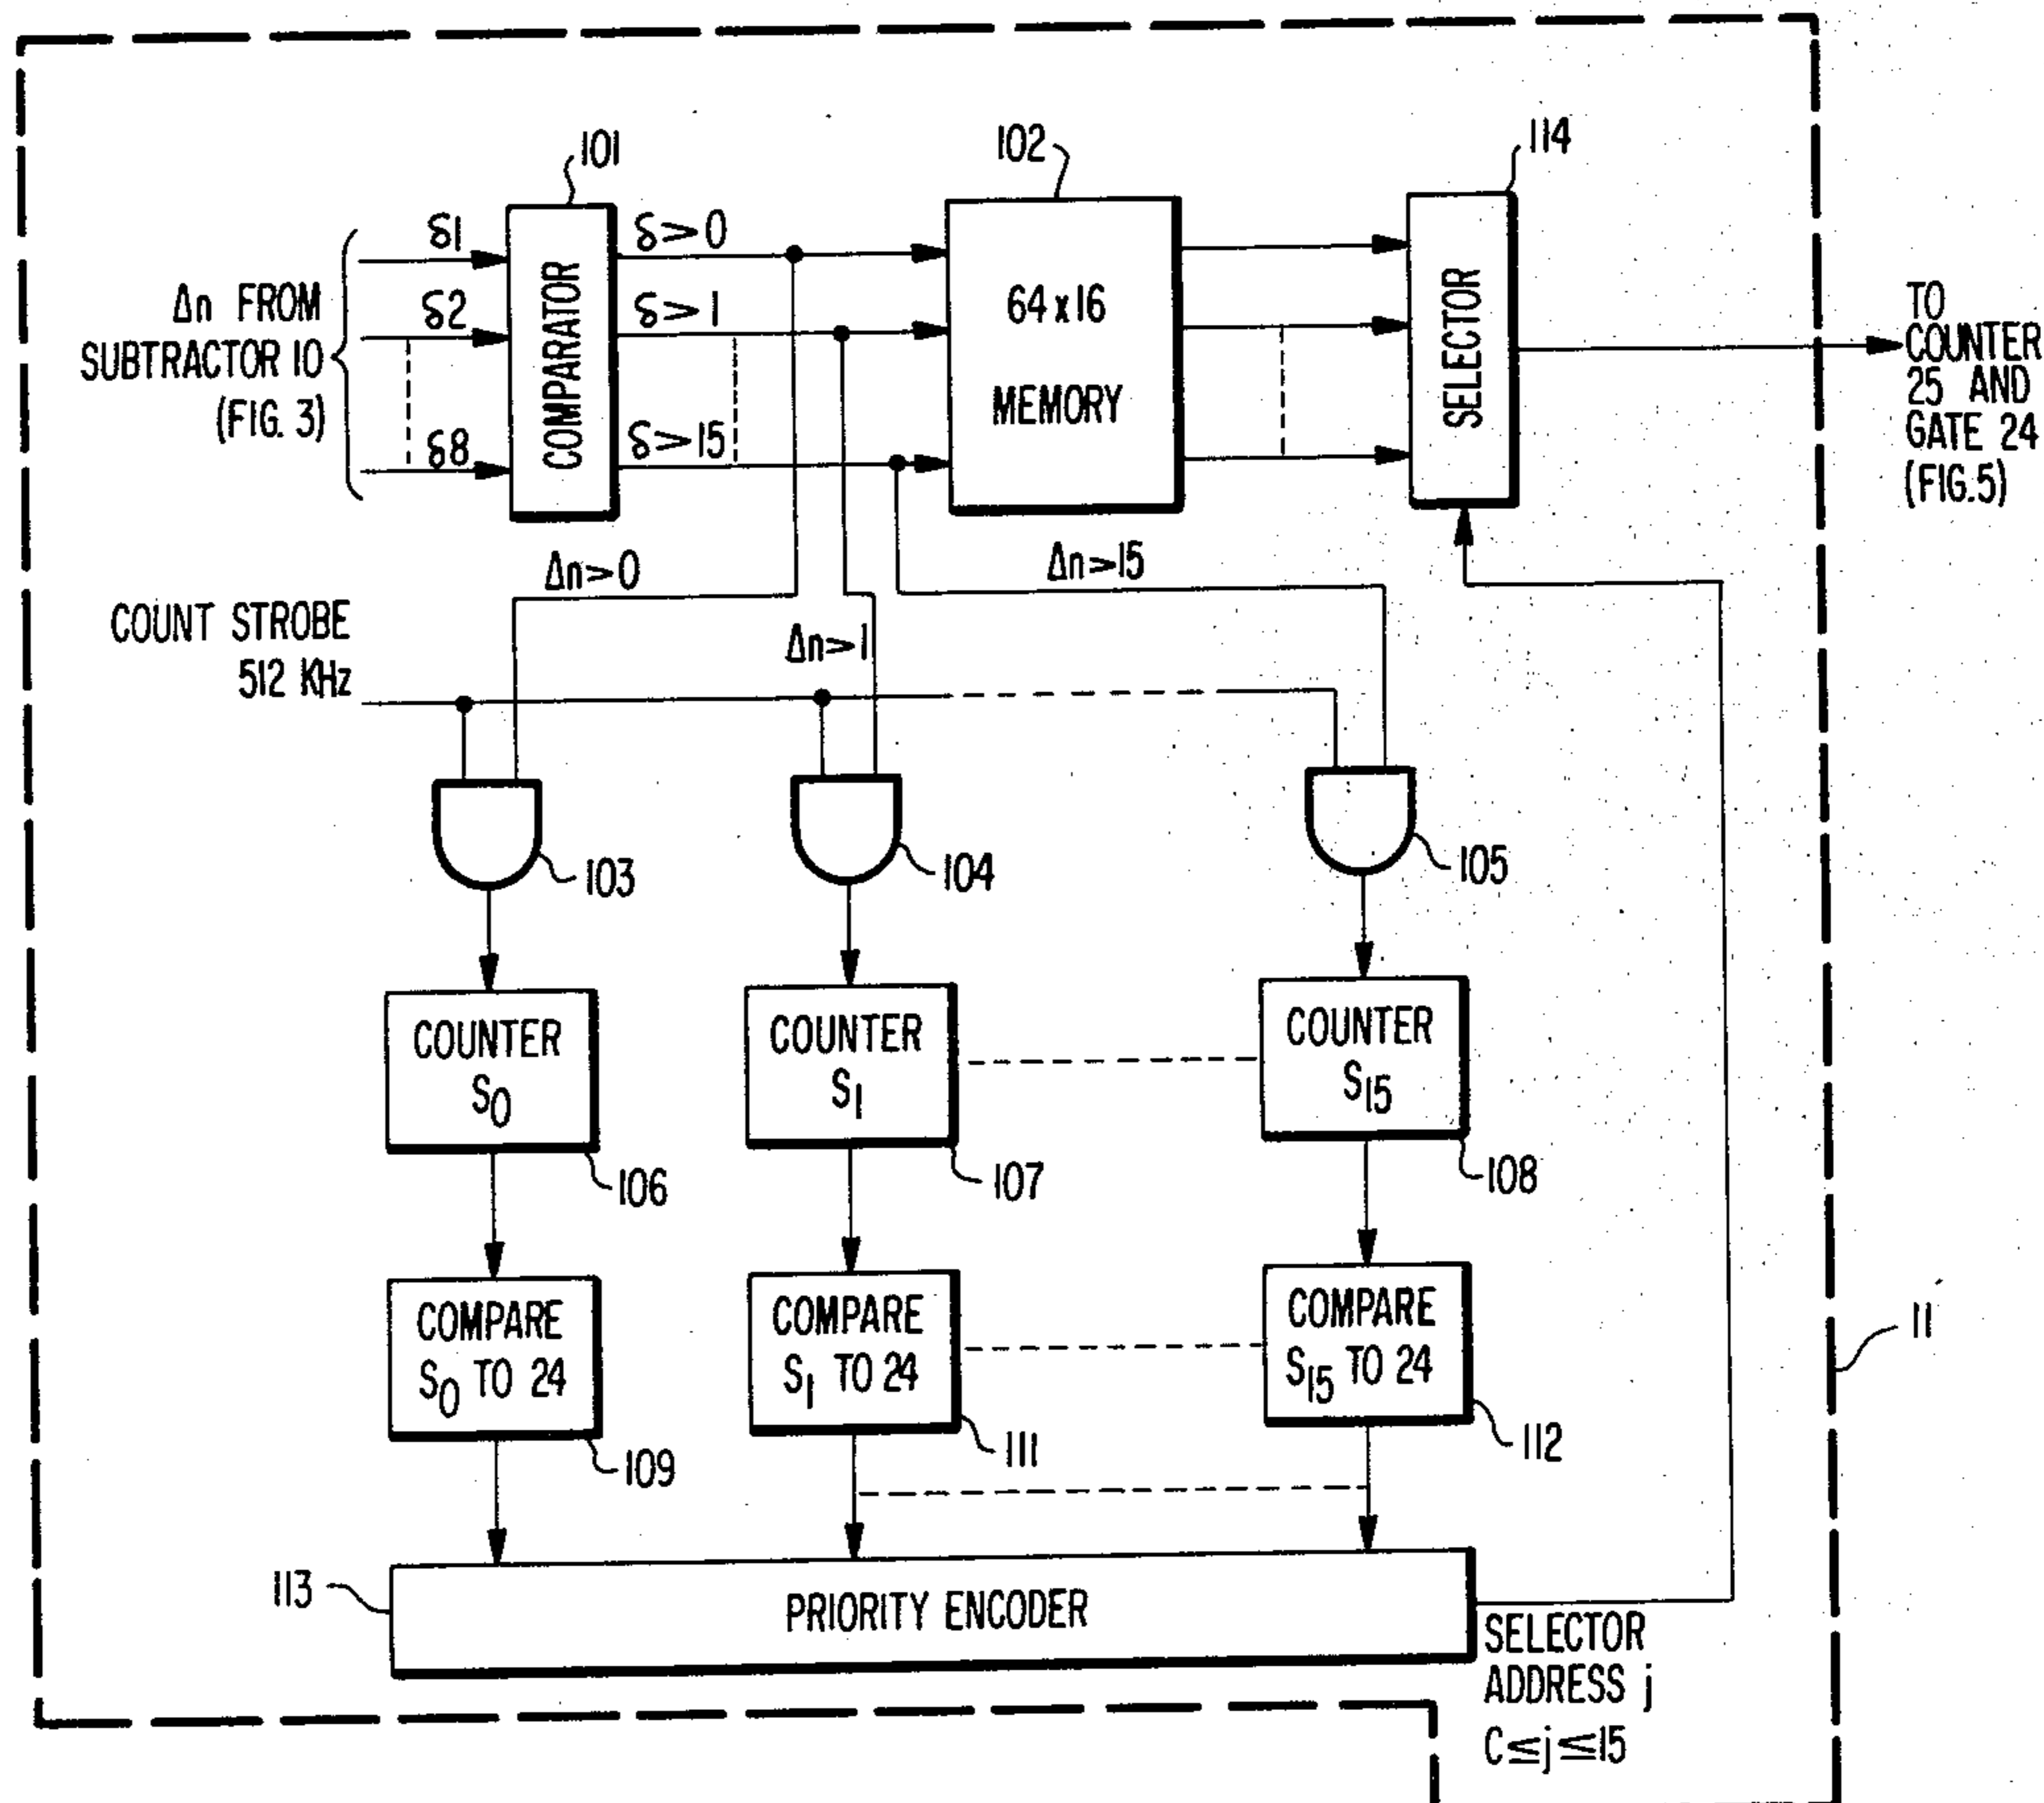 101
102
114
Δn FROM
SUBTRACTOR 10
(FIG. 3)
δ1
δ2
δ8
COMPARATOR
δ>0
δ>1
δ>15
64 x 16
MEMORY
SELECTOR
TO
COUNTER
25 AND
GATE 24
(FIG.5)
Δn>0
Δn>1
Δn>15
COUNT STROBE
512 KHz
103
104
105
COUNTER
S0
COUNTER
S1
COUNTER
S15
106
107
108
COMPARE
S0 TO 24
COMPARE
S1 TO 24
COMPARE
S15 TO 24
109
111
112
11
113
PRIORITY ENCODER
SELECTOR
ADDRESS j
C≤j≤15